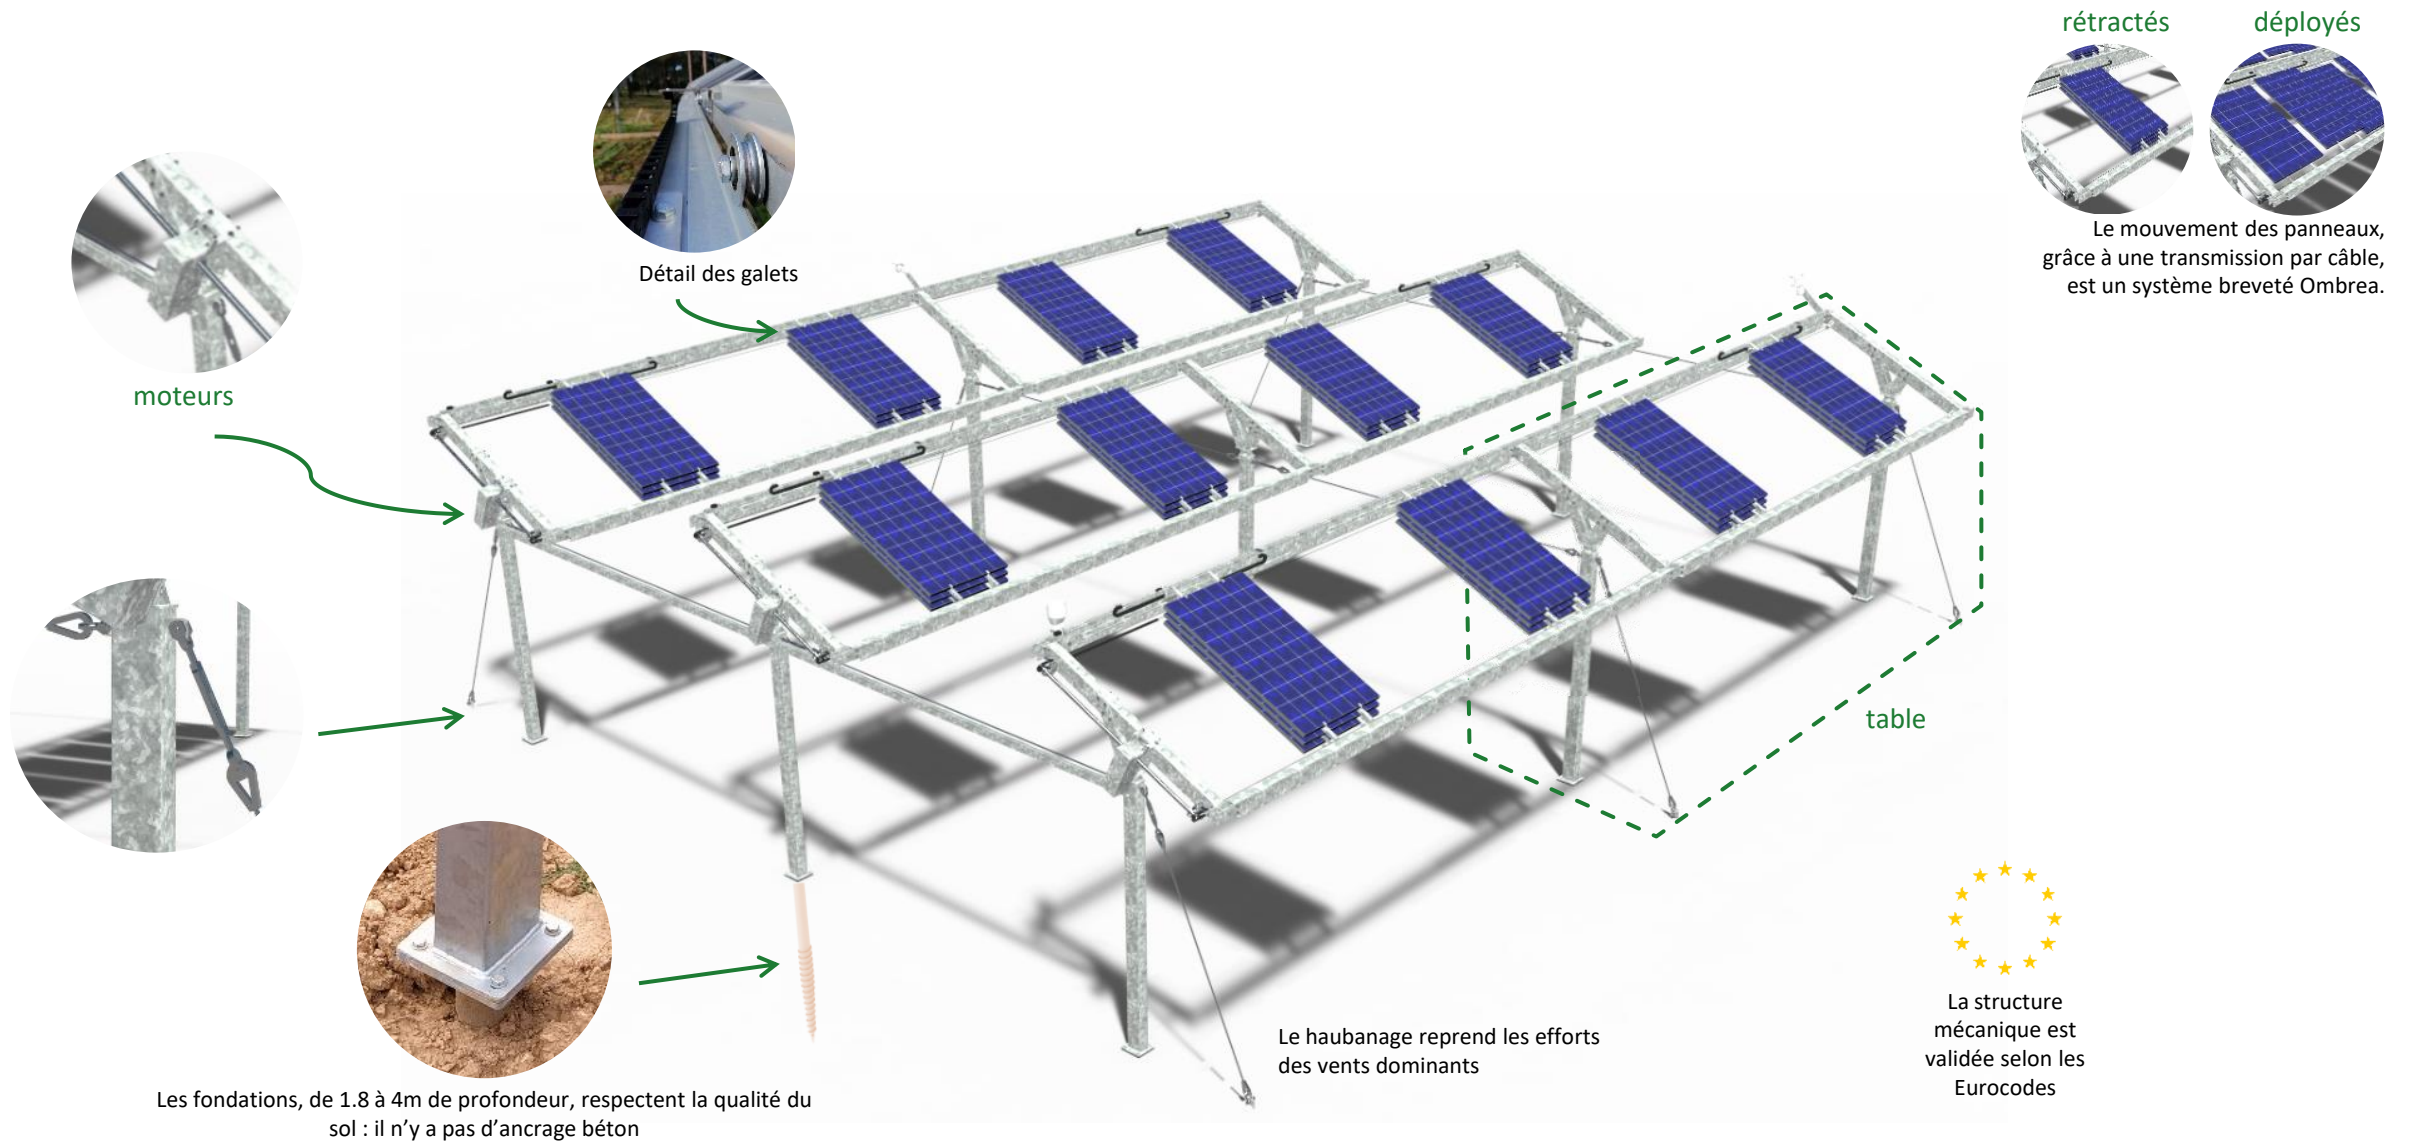 rétractés
déployés
Le mouvement des panneaux,
grâce à une transmission par câble,
est un système breveté Ombrea.
Détail des galets
moteurs
table
La structure
mécanique est
validée selon les
Eurocodes
Le haubanage reprend les efforts
des vents dominants
Les fondations, de 1.8 à 4m de profondeur, respectent la qualité du
sol : il n’y a pas d’ancrage béton